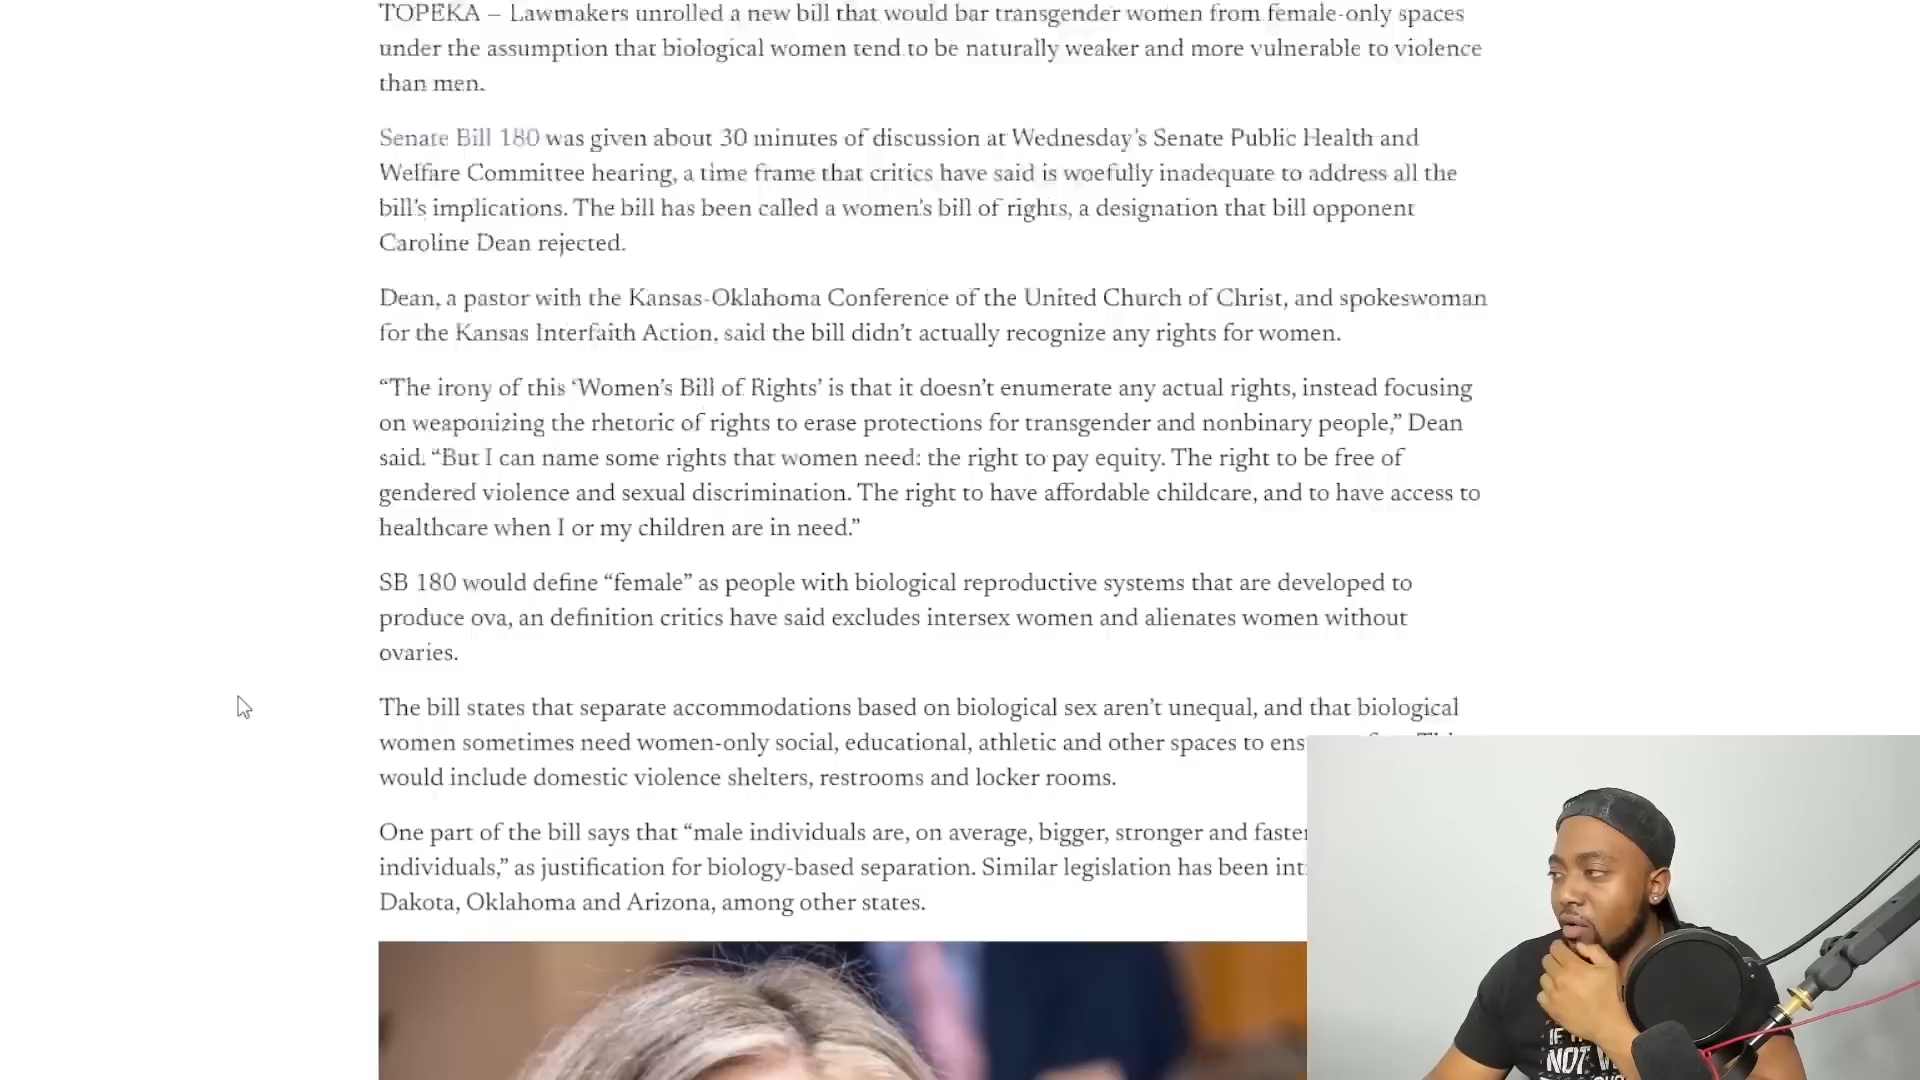 TOPEKA – Lawmakers unrolled a new bill that would bar transgender women from female-only spaces
under the assumption that biological women tend to be naturally weaker and more vulnerable to violence
than men.
Senate Bill 180 was given about 30 minutes of discussion at Wednesday's Senate Public Health and
Welfare Committee hearing, a time frame that critics have said is woefully inadequate to address all the
bill's implications. The bill has been called a women's bill of rights, a designation that bill opponent
Caroline Dean rejected.
Dean, a pastor with the Kansas-Oklahoma Conference of the United Church of Christ, and spokeswoman
for the Kansas Interfaith Action, said the bill didn't actually recognize any rights for women.
“The irony of this ‘Women's Bill of Rights’ is that it doesn't enumerate any actual rights, instead focusing
on weaponizing the rhetoric of rights to erase protections for transgender and nonbinary people,” Dean
said. “But I can name some rights that women need: the right to pay equity. The right to be free of
gendered violence and sexual discrimination. The right to have affordable childcare, and to have access to
healthcare when I or my children are in need.”
SB 180 would define “female” as people with biological reproductive systems that are developed to
produce ova, an definition critics have said excludes intersex women and alienates women without
ovaries.
The bill states that separate accommodations based on biological sex aren't unequal, and that biological
women sometimes need women-only social, educational, athletic and other spaces to ens
would include domestic violence shelters, restrooms and locker rooms.
One part of the bill says that “male individuals are, on average, bigger, stronger and faster
individuals,” as justification for biology-based separation. Similar legislation has been int
Dakota, Oklahoma and Arizona, among other states.
IF
NOT